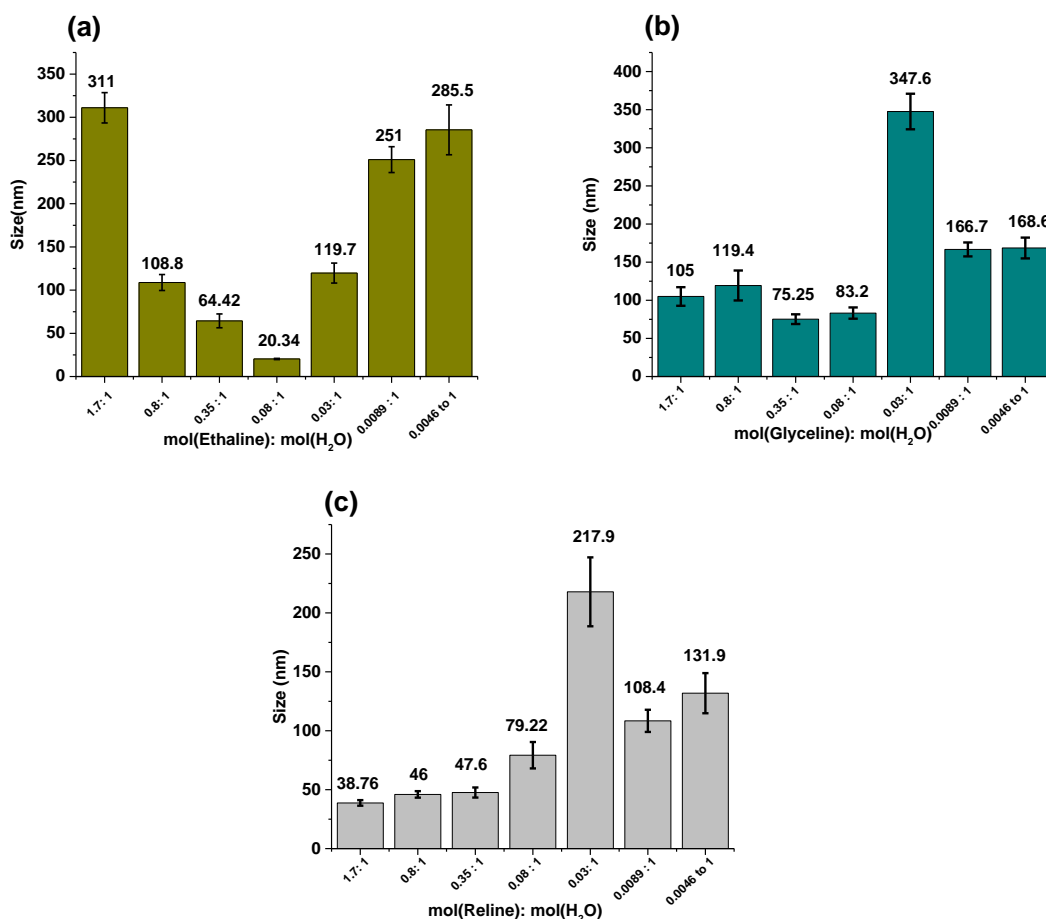 (a)
350
300
250
200
150
100
50
0
Size(nm)
311
108.8
64.42
20.34
119.7
251
285.5
1.7: 1
0.8: 1
0.35 : 1
0.08 : 1
0.03: 1
0.0089 : 1
0.0046 to 1
mol(Ethaline): mol(H₂O)
(b)
400
350
300
250
200
150
100
50
0
Size (nm)
105
119.4
75.25
83.2
347.6
166.7
168.6
1.7: 1
0.8: 1
0.35 : 1
0.08 : 1
0.03: 1
0.0089 : 1
0.0046 to 1
mol(Glyceline): mol(H₂O)
(c)
250
200
150
100
50
0
Size (nm)
38.76
46
47.6
79.22
217.9
108.4
131.9
1.7: 1
0.8: 1
0.35 : 1
0.08 : 1
0.03: 1
0.0089 : 1
0.0046 to 1
mol(Reline): mol(H₂O)